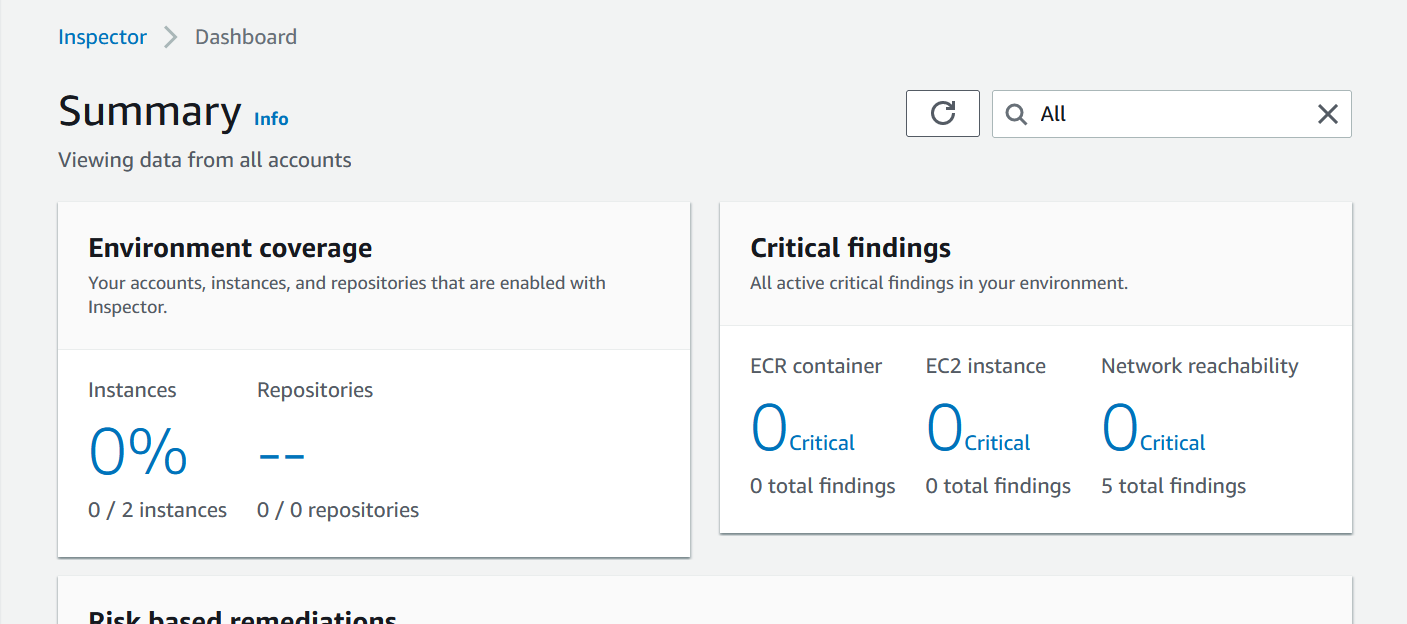 Inspector > Dashboard
Summary Info
All
Viewing data from all accounts
Environment coverage
Your accounts, instances, and repositories that are enabled with
Inspector.
Instances Repositories
0% --
0 / 2 instances 0 / 0 repositories
Critical findings
All active critical findings in your environment.
ECR container EC2 instance Network reachability
0 Critical 0 Critical 0 Critical
0 total findings 0 total findings 5 total findings
Risk based remediations